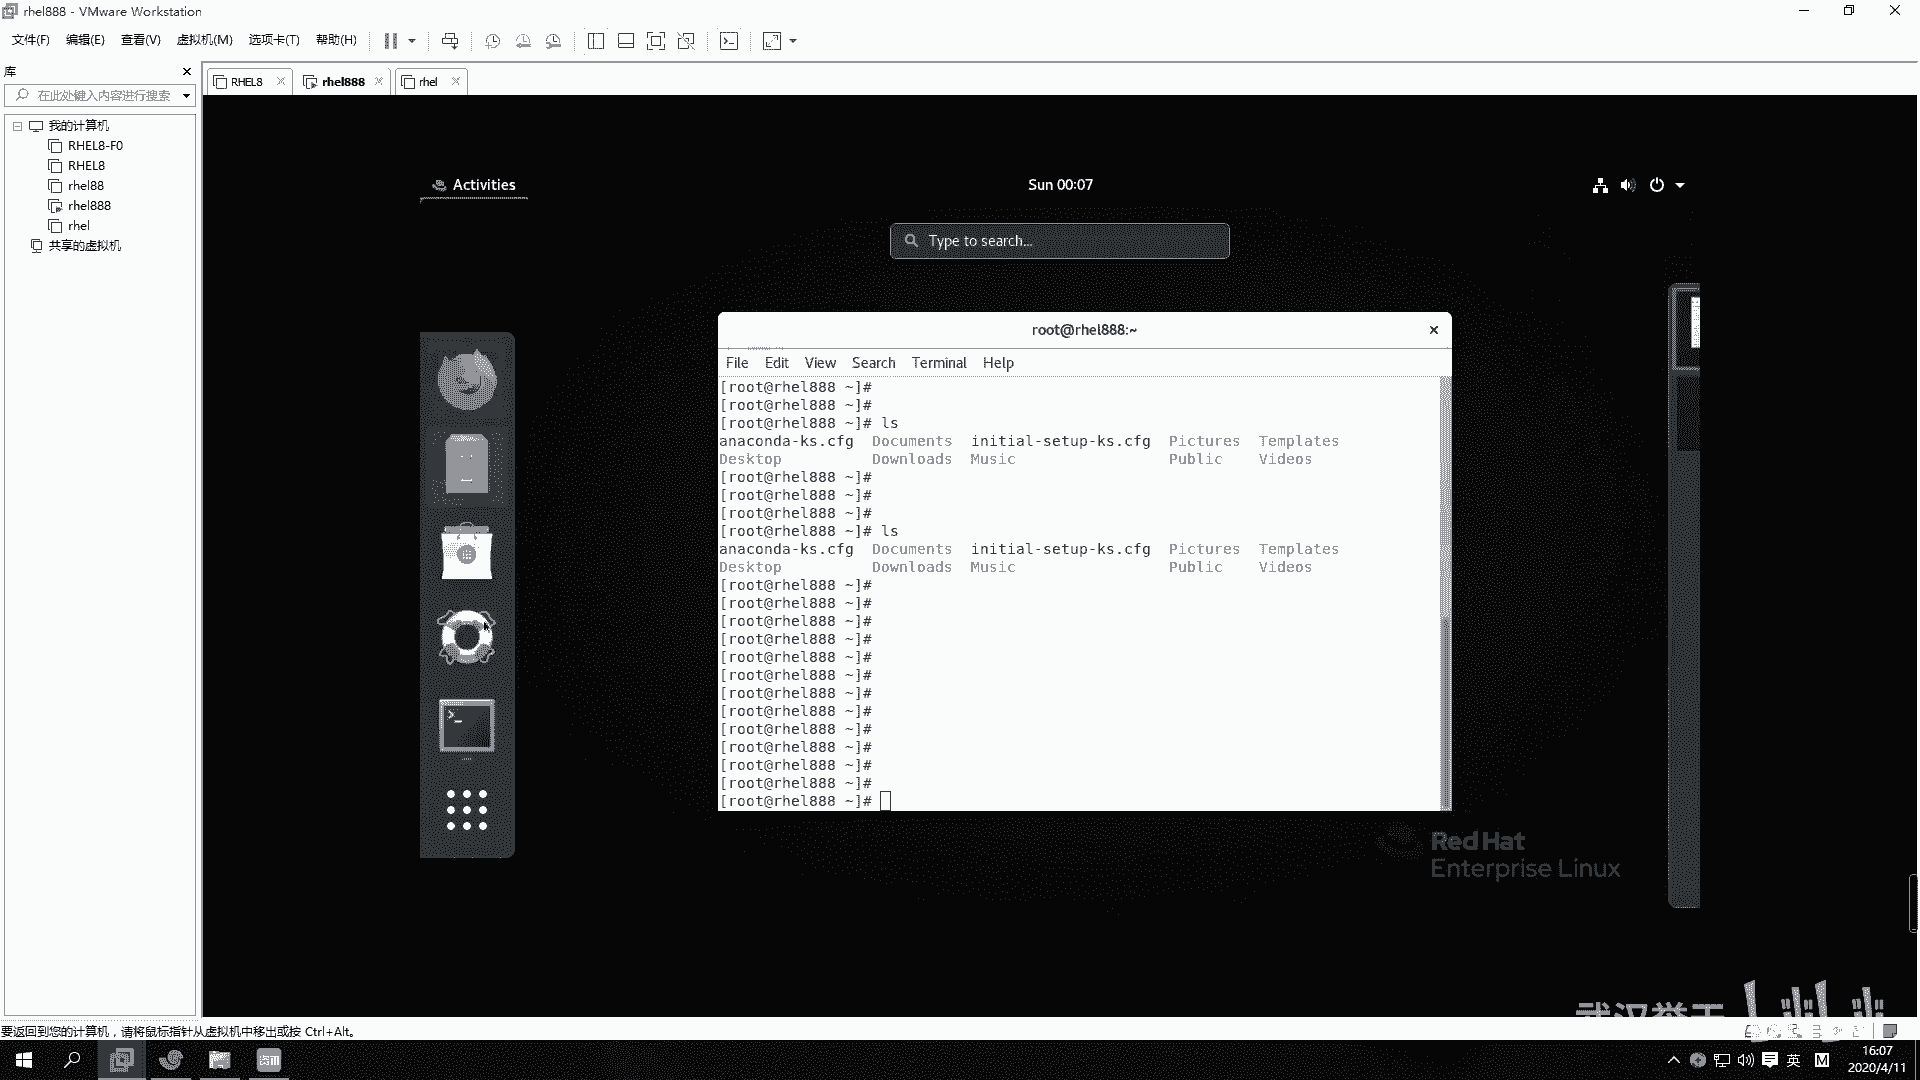 rhel888 - VMware Workstation
文件(F) 编辑(E) 查看(V) 虚拟机(M) 选项卡(T) 帮助(H)
库
在此处键入内容进行搜索
我的计算机
RHEL8-F0
RHEL8
rhel88
rhel888
rhel
共享的虚拟机
RHEL8 rhel888 rhel
Activities
Sun 00:07
Type to search...
root@rhel888:~
File Edit View Search Terminal Help
[root@rhel888 ~]#
[root@rhel888 ~]#
[root@rhel888 ~]# ls
anaconda-ks.cfg Documents initial-setup-ks.cfg Pictures Templates
Desktop Downloads Music Public Videos
[root@rhel888 ~]#
[root@rhel888 ~]#
[root@rhel888 ~]#
[root@rhel888 ~]# ls
anaconda-ks.cfg Documents initial-setup-ks.cfg Pictures Templates
Desktop Downloads Music Public Videos
[root@rhel888 ~]#
[root@rhel888 ~]#
[root@rhel888 ~]#
[root@rhel888 ~]#
[root@rhel888 ~]#
[root@rhel888 ~]#
[root@rhel888 ~]#
[root@rhel888 ~]#
[root@rhel888 ~]#
[root@rhel888 ~]#
[root@rhel888 ~]#
[root@rhel888 ~]#
[root@rhel888 ~]#
Red Hat
Enterprise Linux
要返回到您的计算机，请将鼠标指针从虚拟机中移出或按 Ctrl+Alt。
英 M
16:07
2020/4/11